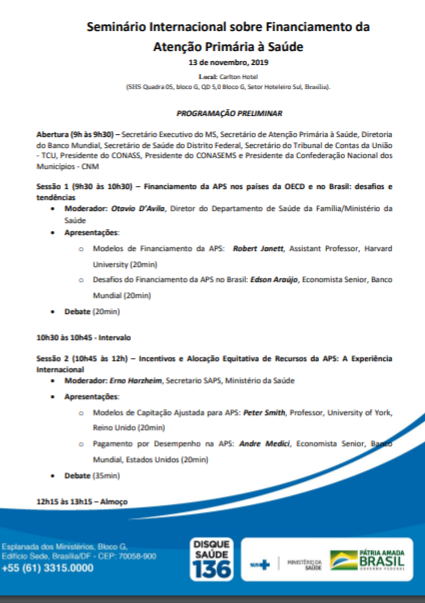 Seminário Internacional sobre Financiamento da
Atenção Primária à Saúde
13 de novembro, 2019
Local: Carlton Hotel
(SHS Quadra 05, bloco G, QD 5,0 Bloco G, Setor Hoteleiro Sul, Brasília).
PROGRAMAÇÃO PRELIMINAR
Abertura (9h às 9h30) – Secretário Executivo do MS, Secretário de Atenção Primária à Saúde, Diretoria
do Banco Mundial, Secretário de Saúde do Distrito Federal, Secretário do Tribunal de Contas da União
- TCU, Presidente do CONASS, Presidente do CONASEMS e Presidente da Confederação Nacional dos
Municípios - CNM
Sessão 1 (9h30 às 10h30) – Financiamento da APS nos países da OECD e no Brasil: desafios e
tendências
• Moderador: Otavio D'Avila, Diretor do Departamento de Saúde da Família/Ministério da
Saúde
• Apresentações:
o Modelos de Financiamento da APS: Robert Janett, Assistant Professor, Harvard
University (20min)
o Desafios do Financiamento da APS no Brasil: Edson Araújo, Economista Senior, Banco
Mundial (20min)
• Debate (20min)
10h30 às 10h45 - Intervalo
Sessão 2 (10h45 às 12h) – Incentivos e Alocação Equitativa de Recursos da APS: A Experiência
Internacional
• Moderador: Erno Harzheim, Secretario SAPS, Ministério da Saúde
• Apresentações:
o Modelos de Capitação Ajustada para APS: Peter Smith, Professor, University of York,
Reino Unido (20min)
o Pagamento por Desempenho na APS: Andre Medici, Economista Senior, Banco
Mundial, Estados Unidos (20min)
• Debate (35min)
12h15 às 13h15 – Almoço
Esplanada dos Ministérios, Bloco G,
Edifício Sede, Brasília/DF - CEP: 70058-900
+55 (61) 3315.0000
DISQUE
SAÚDE
136
SUS
MINISTÉRIO DA
SAÚDE
PÁTRIA AMADA
BRASIL
GOVERNO FEDERAL